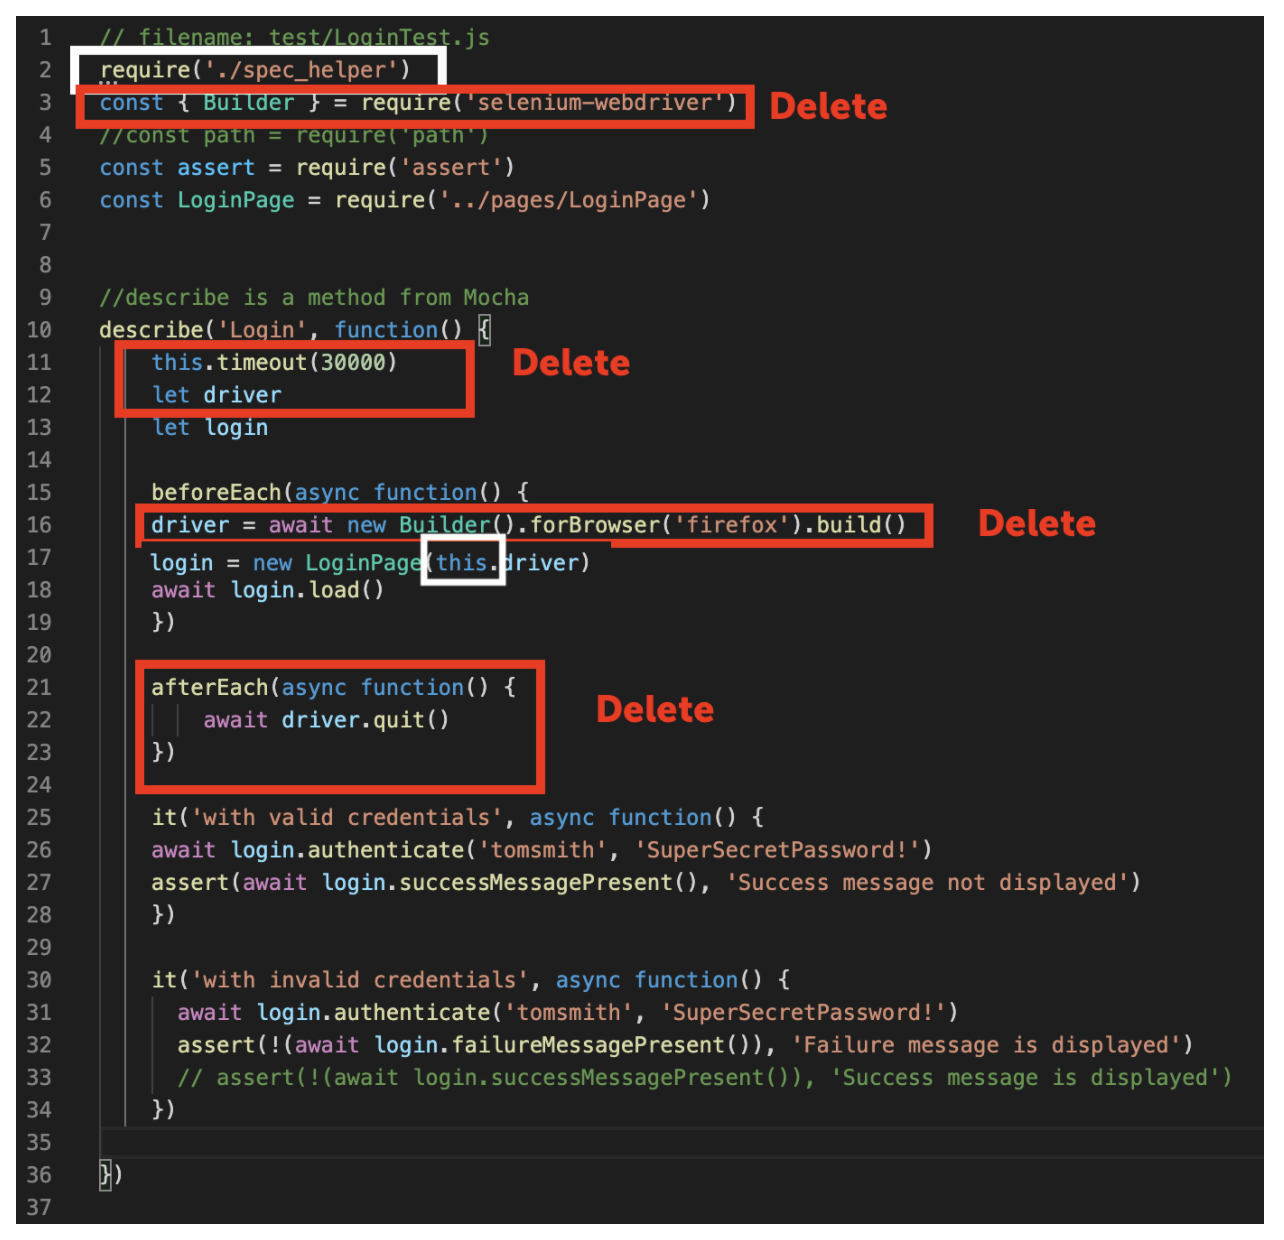 1 // filename: test/LoginTest.js
2 require('./spec_helper')
3 const { Builder } = require('selenium-webdriver') Delete
4 //const path = require('path')
5 const assert = require('assert')
6 const LoginPage = require('../pages/LoginPage')
7
8
9 //describe is a method from Mocha
10 describe('Login', function() {
11 this.timeout(30000) Delete
12 let driver
13 let login
14
15 beforeEach(async function() {
16 driver = await new Builder().forBrowser('firefox').build() Delete
17 login = new LoginPage(this.driver)
18 await login.load()
19 })
20
21 afterEach(async function() {
22 await driver.quit() Delete
23 })
24
25 it('with valid credentials', async function() {
26 await login.authenticate('tomsmith', 'SuperSecretPassword!')
27 assert(await login.successMessagePresent(), 'Success message not displayed')
28 })
29
30 it('with invalid credentials', async function() {
31 await login.authenticate('tomsmith', 'SuperSecretPassword!')
32 assert(!(await login.failureMessagePresent()), 'Failure message is displayed')
33 // assert(!(await login.successMessagePresent()), 'Success message is displayed')
34 })
35
36 })
37